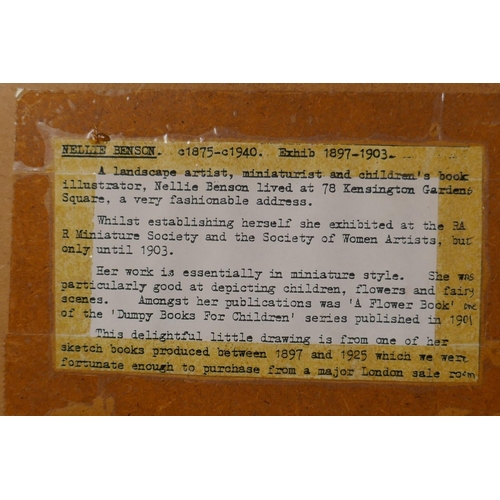 NELLIE BENSON. c1875-c1940. Exhib 1897-1903.
A landscape artist, miniaturist and children's book
illustrator, Nellie Benson lived at 78 Kensington Gardens
Square, a very fashionable address.
Whilst establishing herself she exhibited at the RA
R Miniature Society and the Society of Women Artists, but
only until 1903.
Her work is essentially in miniature style. She was
particularly good at depicting children, flowers and fairy
scenes. Amongst her publications was 'A Flower Book' one
of the 'Dumpy Books For Children' series published in 1901
This delightful little drawing is from one of her
sketch books produced between 1897 and 1925 which we were
fortunate enough to purchase from a major London sale room